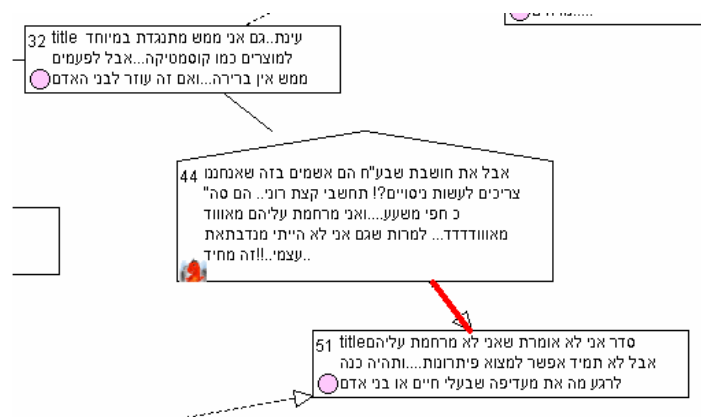 32 title עינת..גם אני ממש מתנגדת במיוחד
למוצרים כמו קוסמטיקה...אבל לפעמים
ממש אין ברירה...ואם זה עוזר לבני האדם
44 אבל את חושבת שבע"ח הם אשמים בזה שאנחננו
צריכים לעשות ניסויים?! תחשבי קצת רוני.. הם סה"
כ חפי משעע....ואני מרחמת עליהם מאווווד
מאוווודדדד... למרות שגם אני לא הייתי מנדבתאת
עצמי..!!זה מחיד..
51 titleסדר אני לא אומרת שאני לא מרחמת עליהם
אבל לא תמיד אפשר למצוא פיתרונות....ותהיה כנה
לרגע מה את מעדיפה שבעלי חיים או בני אדם